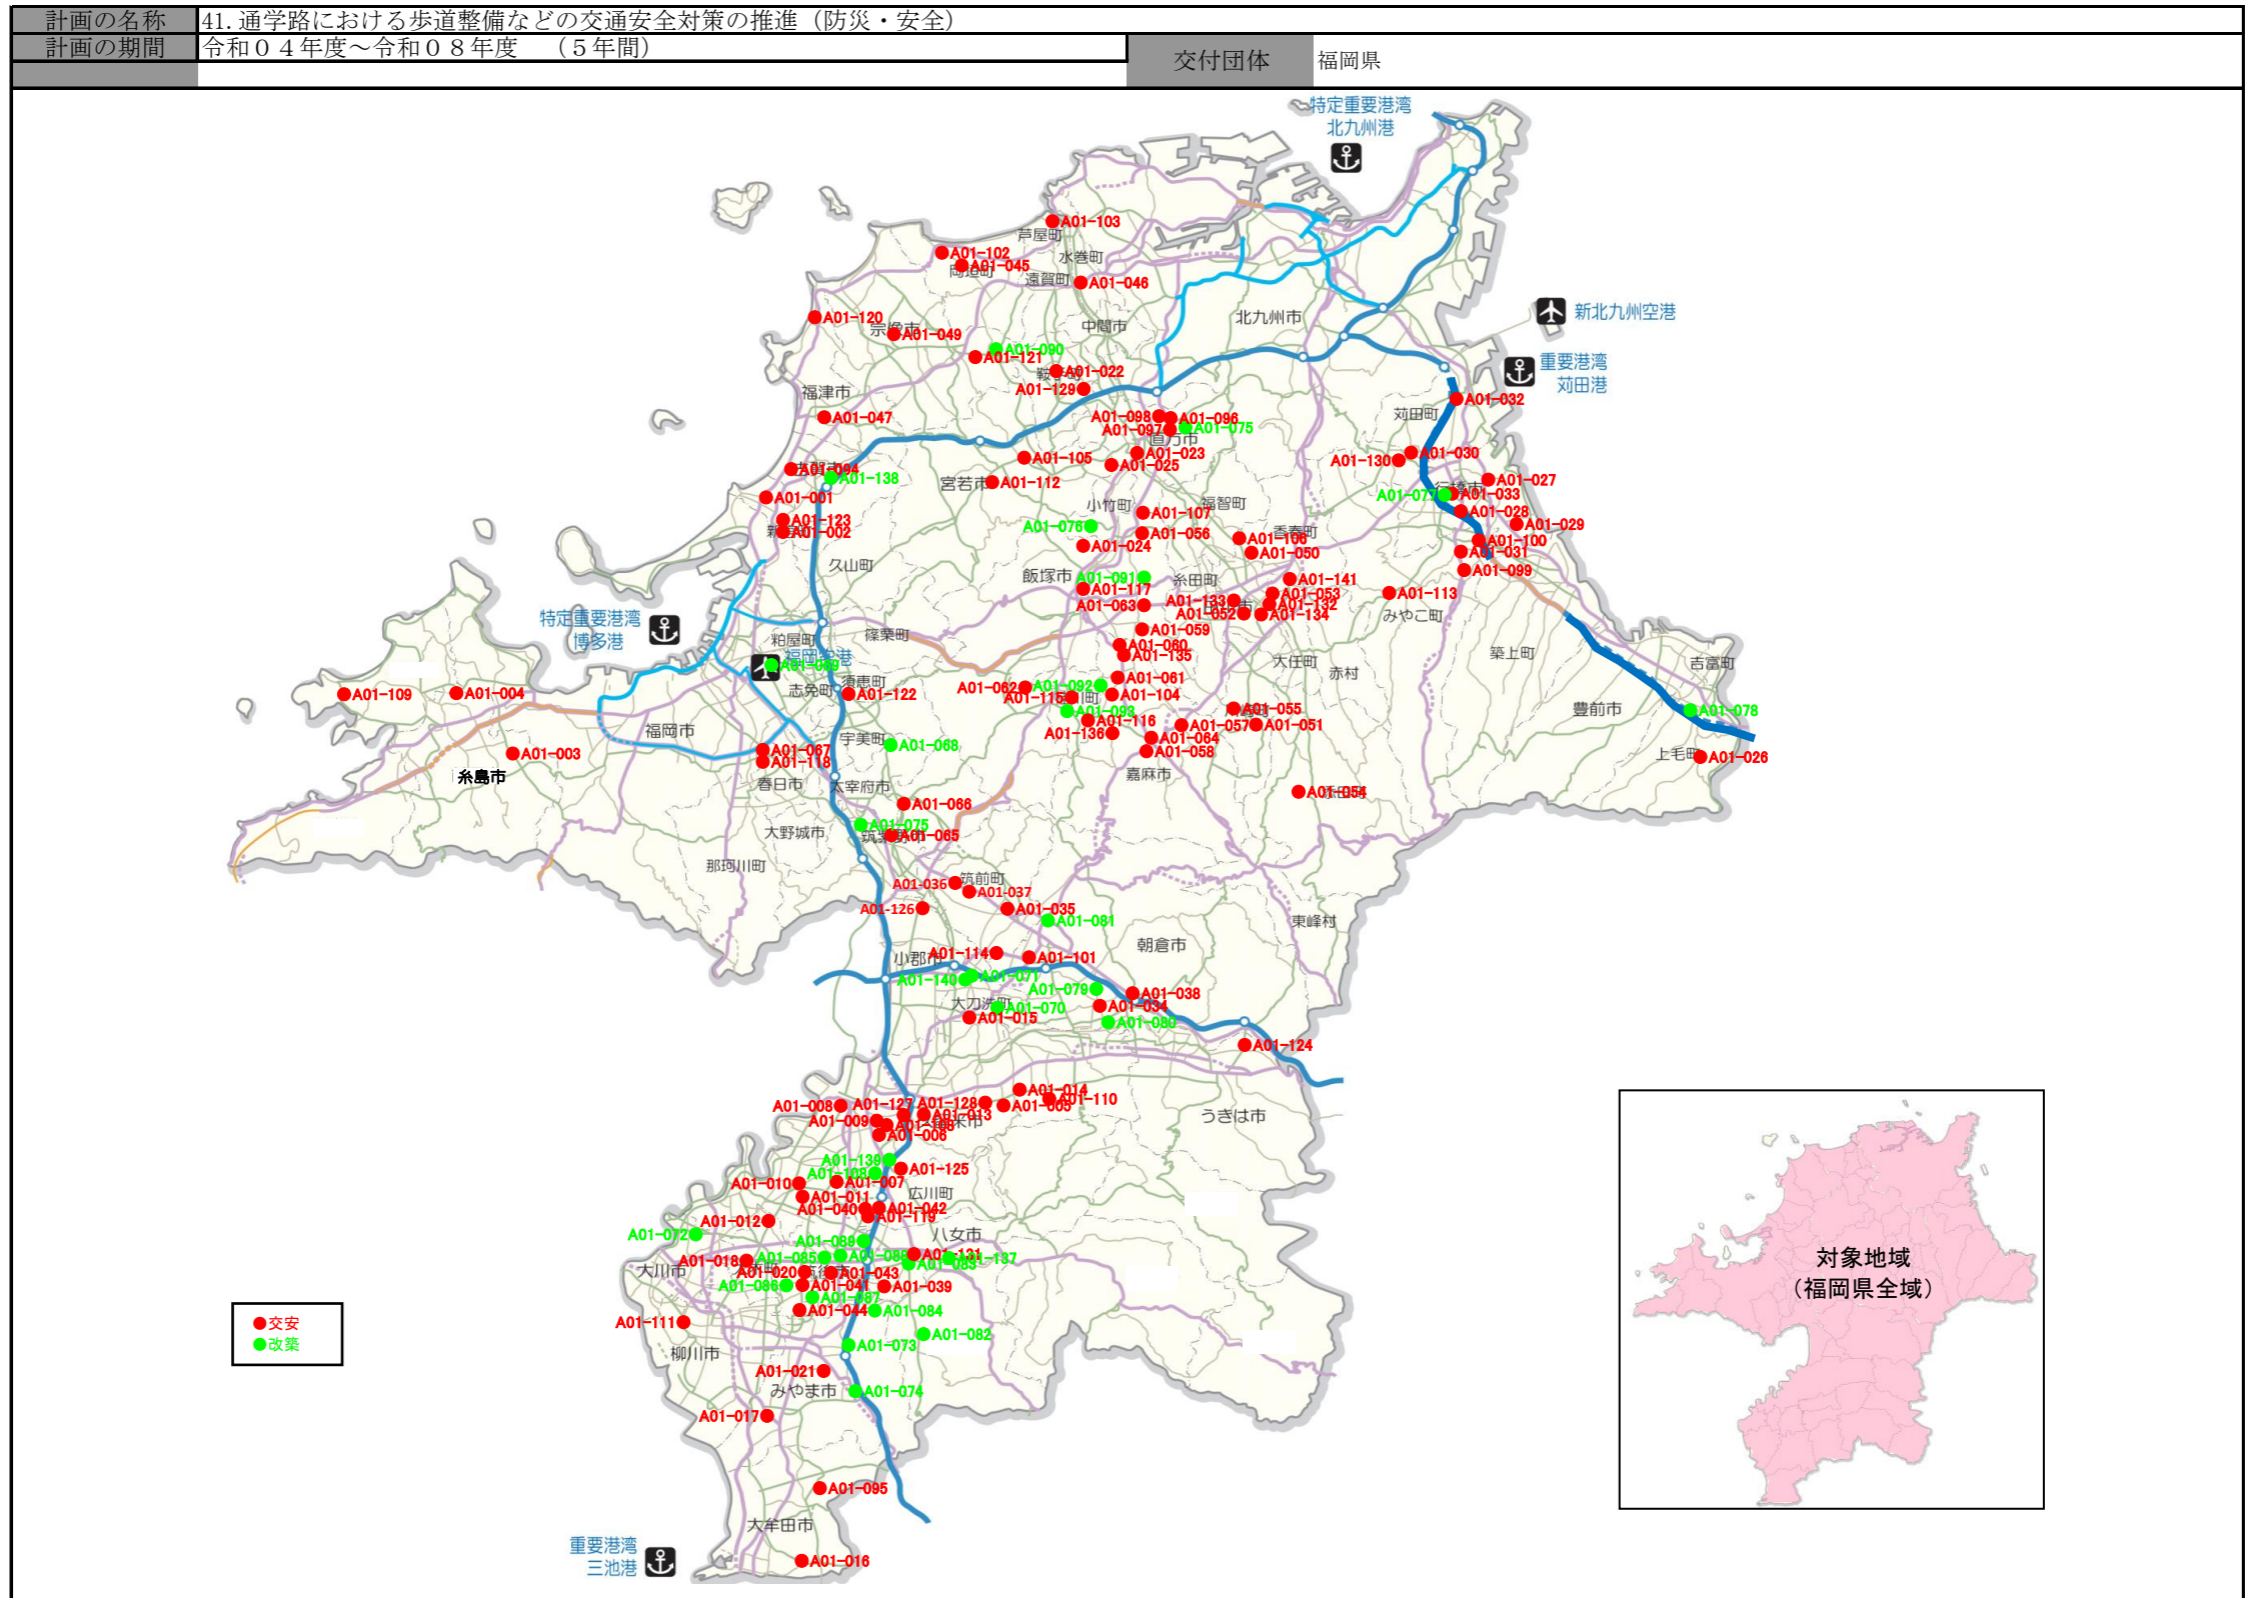 計画の名称
41.通学路における歩道整備などの交通安全対策の推進（防災・安全）
計画の期間
令和０４年度～令和０８年度　（５年間）
交付団体
福岡県
特定重要港湾
北九州港
A01-103
芦屋町
A01-102
水巻町
A01-045
遠賀町
A01-046
新北九州空港
A01-120
北九州市
A01-049
中間市
A01-090
A01-121
重要港湾
苅田港
A01-022
A01-129
福津市
A01-032
A01-047
苅田町
A01-098
A01-096
A01-097
A01-075
直方市
A01-023
A01-030
A01-105
A01-130
A01-025
A01-094
A01-138
宮若市
A01-112
A01-027
A01-077
A01-033
A01-001
小竹町
福智町
A01-107
A01-028
A01-123
A01-076
A01-029
A01-002
A01-056
香春町
A01-106
A01-100
A01-024
A01-050
A01-031
久山町
A01-099
飯塚市
A01-091
糸田町
A01-141
A01-117
A01-053
A01-113
A01-063
A01-133
A01-132
A01-052
A01-134
みやこ町
特定重要港湾
博多港
A01-059
粕屋町
篠栗町
A01-060
A01-135
築上町
福岡空港
大任町
吉富町
赤村
A01-061
須恵町
志免町
A01-062
A01-092
A01-109
A01-004
A01-122
A01-115
A01-104
A01-093
A01-055
豊前市
A01-078
A01-116
A01-057
A01-051
福岡市
A01-136
A01-064
宇美町
A01-068
A01-067
A01-058
A01-003
A01-118
上毛町
A01-026
糸島市
嘉麻市
春日市
太宰府市
A01-054
A01-066
A01-075
大野城市
A01-065
那珂川町
筑前町
A01-036
A01-037
A01-126
A01-035
A01-081
東峰村
朝倉市
A01-114
小郡市
A01-101
A01-140
A01-071
A01-079
A01-038
大刀洗町
A01-070
A01-034
A01-015
A01-080
A01-124
A01-014
A01-110
A01-008
A01-127
A01-128
A01-005
A01-013
うきは市
A01-009
A01-006
A01-139
A01-125
A01-108
A01-010
A01-007
広川町
A01-011
A01-040
A01-042
A01-119
A01-012
A01-072
八女市
A01-131
A01-137
A01-018
A01-085
A01-083
大川市
A01-020
A01-043
A01-086
A01-041
A01-039
A01-087
A01-044
A01-084
A01-111
A01-082
A01-073
柳川市
A01-021
みやま市
A01-074
A01-017
A01-095
大牟田市
重要港湾
三池港
A01-016
交安
改築
対象地域
（福岡県全域）